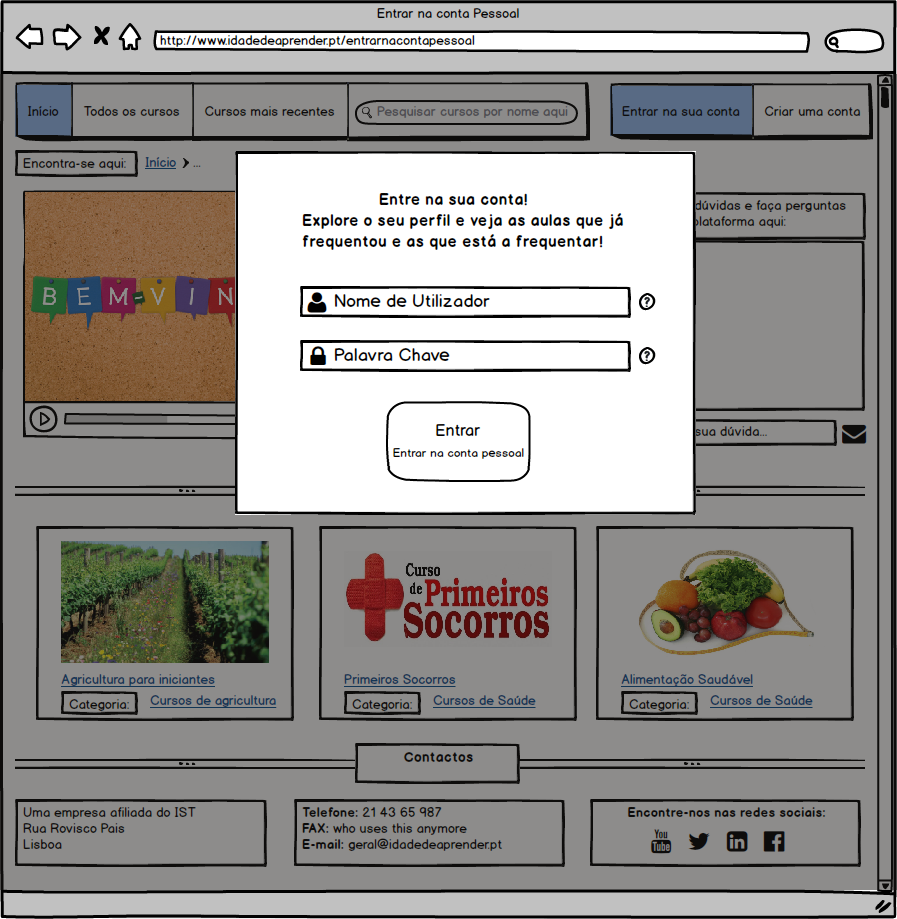 Entrar na conta Pessoal
http://www.idadedeaprender.pt/entrarnacontapessoal
Início
Todos os cursos
Cursos mais recentes
Pesquisar cursos por nome aqui
Entrar na sua conta
Criar uma conta
Encontra-se aqui:
Início > ...
BEM-VIN
dúvidas e faça perguntas
plataforma aqui:
Entre na sua conta!
Explore o seu perfil e veja as aulas que já
frequentou e as que está a frequentar!
Nome de Utilizador
?
Palavra Chave
?
Entrar
Entrar na conta pessoal
sua dúvida...
Curso
de Primeiros
Socorros
Agricultura para iniciantes
Categoria:
Cursos de agricultura
Primeiros Socorros
Categoria:
Cursos de Saúde
Alimentação Saudável
Categoria:
Cursos de Saúde
Contactos
Uma empresa afiliada do IST
Rua Rovisco Pais
Lisboa
Telefone: 21 43 65 987
FAX: who uses this anymore
E-mail: geral@idadedeaprender.pt
Encontre-nos nas redes sociais:
You
Tube